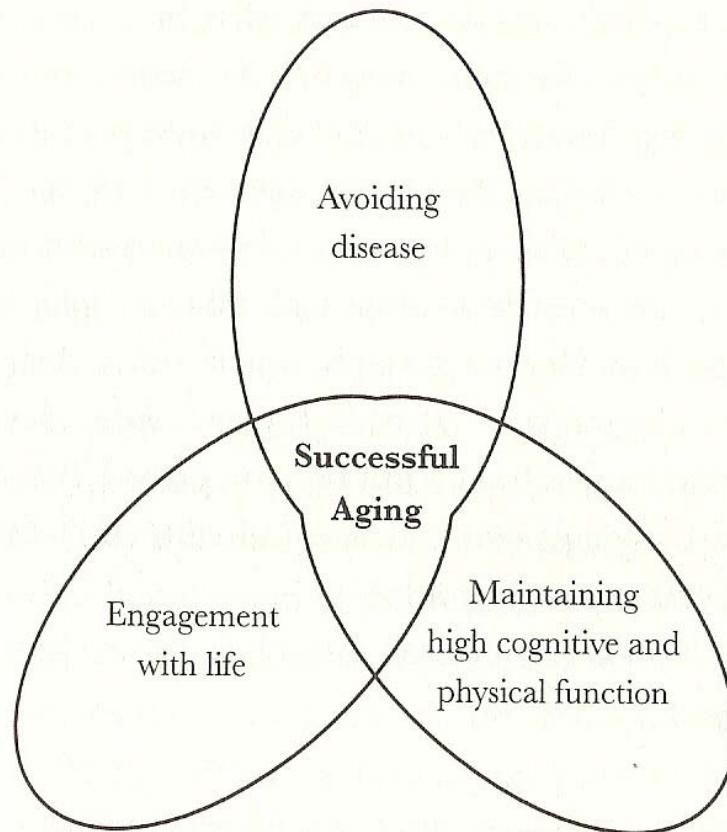 Avoiding
disease
Successful
Aging
Engagement
with life
Maintaining
high cognitive and
physical function